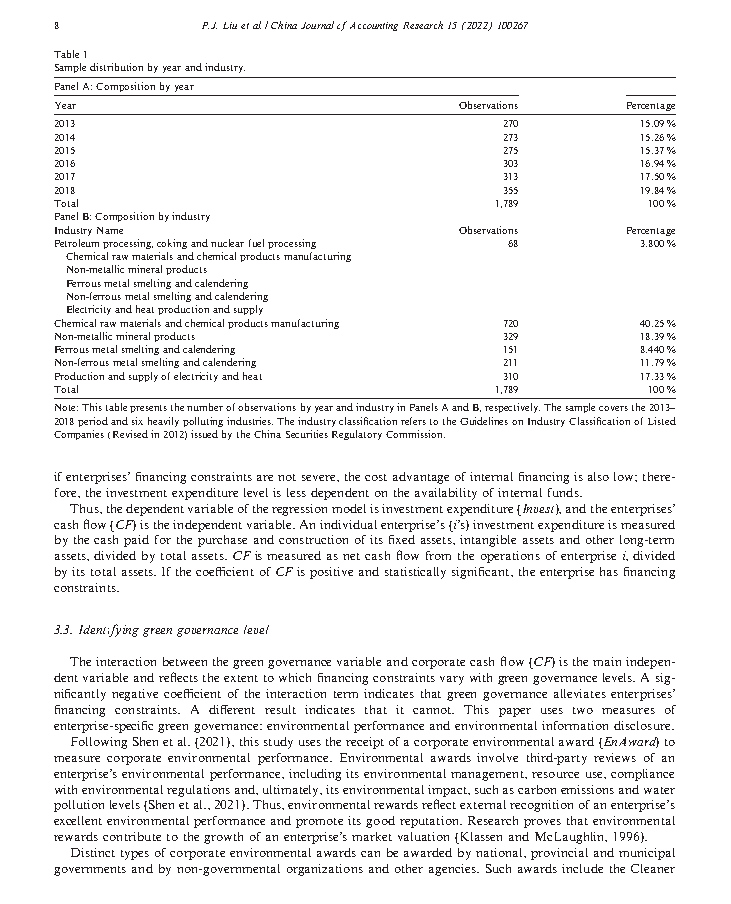 8 P.J. Liu et al. / China Journal of Accounting Research 15 (2022) 100267
Table 1
Sample distribution by year and industry.
Panel A: Composition by year
Year Observations Percentage
2013 270 15.09 %
2014 273 15.26 %
2015 275 15.37 %
2016 303 16.94 %
2017 313 17.50 %
2018 355 19.84 %
Total 1,789 100 %
Panel B: Composition by industry
Industry Name Observations Percentage
Petroleum processing, coking and nuclear fuel processing 68 3.800 %
Chemical raw materials and chemical products manufacturing
Non-metallic mineral products
Ferrous metal smelting and calendering
Non-ferrous metal smelting and calendering
Electricity and heat production and supply
Chemical raw materials and chemical products manufacturing 720 40.25 %
Non-metallic mineral products 329 18.39 %
Ferrous metal smelting and calendering 151 8.440 %
Non-ferrous metal smelting and calendering 211 11.79 %
Production and supply of electricity and heat 310 17.33 %
Total 1,789 100 %
Note: This table presents the number of observations by year and industry in Panels A and B, respectively. The sample covers the 2013–
2018 period and six heavily polluting industries. The industry classification refers to the Guidelines on Industry Classification of Listed
Companies (Revised in 2012) issued by the China Securities Regulatory Commission.
if enterprises' financing constraints are not severe, the cost advantage of internal financing is also low; there-
fore, the investment expenditure level is less dependent on the availability of internal funds.
Thus, the dependent variable of the regression model is investment expenditure (Invest), and the enterprises'
cash flow (CF) is the independent variable. An individual enterprise's (i's) investment expenditure is measured
by the cash paid for the purchase and construction of its fixed assets, intangible assets and other long-term
assets, divided by total assets. CF is measured as net cash flow from the operations of enterprise i, divided
by its total assets. If the coefficient of CF is positive and statistically significant, the enterprise has financing
constraints.
3.3. Identifying green governance level
The interaction between the green governance variable and corporate cash flow (CF) is the main indepen-
dent variable and reflects the extent to which financing constraints vary with green governance levels. A sig-
nificantly negative coefficient of the interaction term indicates that green governance alleviates enterprises'
financing constraints. A different result indicates that it cannot. This paper uses two measures of
enterprise-specific green governance: environmental performance and environmental information disclosure.
Following Shen et al. (2021), this study uses the receipt of a corporate environmental award (EnAward) to
measure corporate environmental performance. Environmental awards involve third-party reviews of an
enterprise's environmental performance, including its environmental management, resource use, compliance
with environmental regulations and, ultimately, its environmental impact, such as carbon emissions and water
pollution levels (Shen et al., 2021). Thus, environmental rewards reflect external recognition of an enterprise's
excellent environmental performance and promote its good reputation. Research proves that environmental
rewards contribute to the growth of an enterprise's market valuation (Klassen and McLaughlin, 1996).
Distinct types of corporate environmental awards can be awarded by national, provincial and municipal
governments and by non-governmental organizations and other agencies. Such awards include the Cleaner